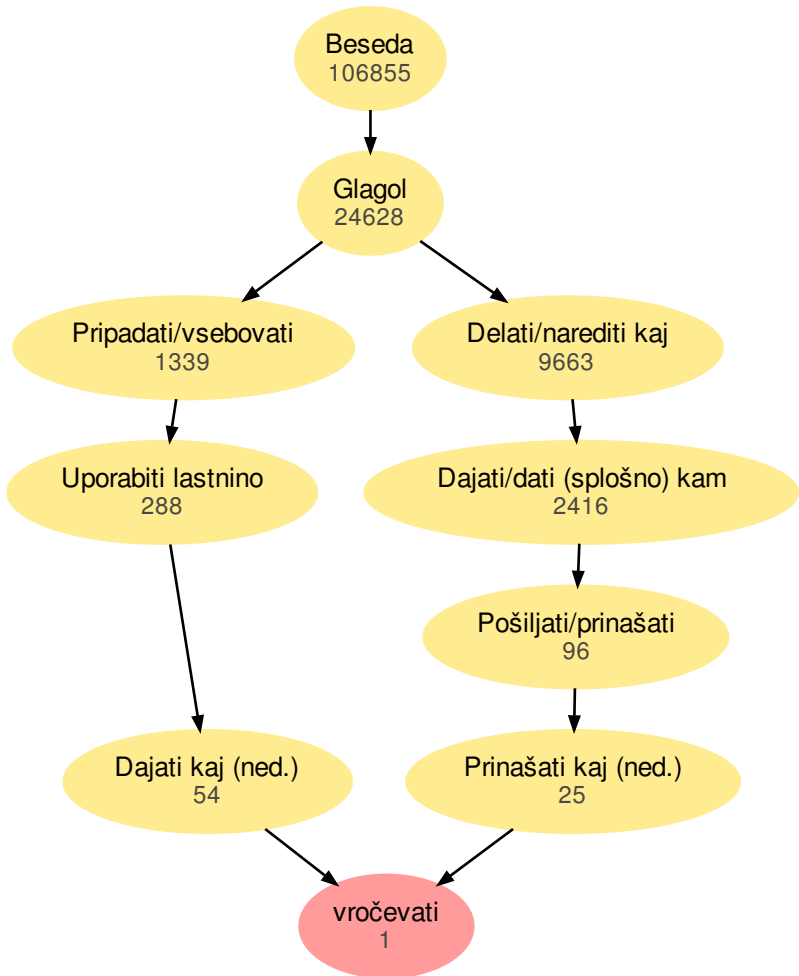 Beseda
106855
Glagol
24628
Pripadati/vsebovati
1339
Delati/narediti kaj
9663
Uporabiti lastnino
288
Dajati/dati (splošno) kam
2416
Pošiljati/prinašati
96
Dajati kaj (ned.)
54
Prinašati kaj (ned.)
25
vročevati
1